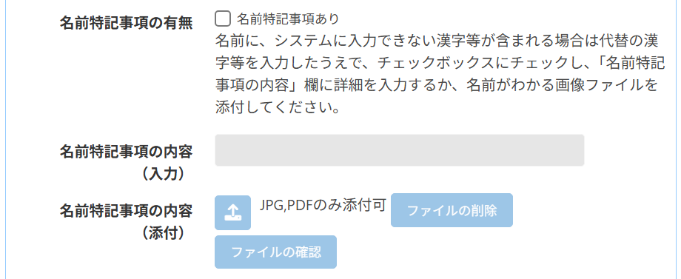 名前特記事項の有無
名前特記事項あり
名前に、システムに入力できない漢字等が含まれる場合は代替の漢
字等を入力したうえで、チェックボックスにチェックし、「名前特記
事項の内容」欄に詳細を入力するか、名前がわかる画像ファイルを
添付してください。
名前特記事項の内容
（入力）
名前特記事項の内容
（添付）
JPG,PDFのみ添付可
ファイルの削除
ファイルの確認